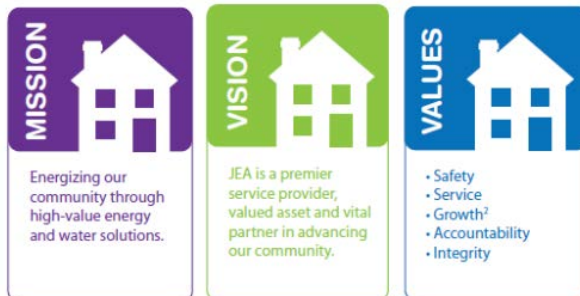 MISSION
Energizing our
community through
high-value energy
and water solutions.
VISION
JEA is a premier
service provider,
valued asset and vital
partner in advancing
our community.
VALUES
• Safety
• Service
• Growth²
• Accountability
• Integrity